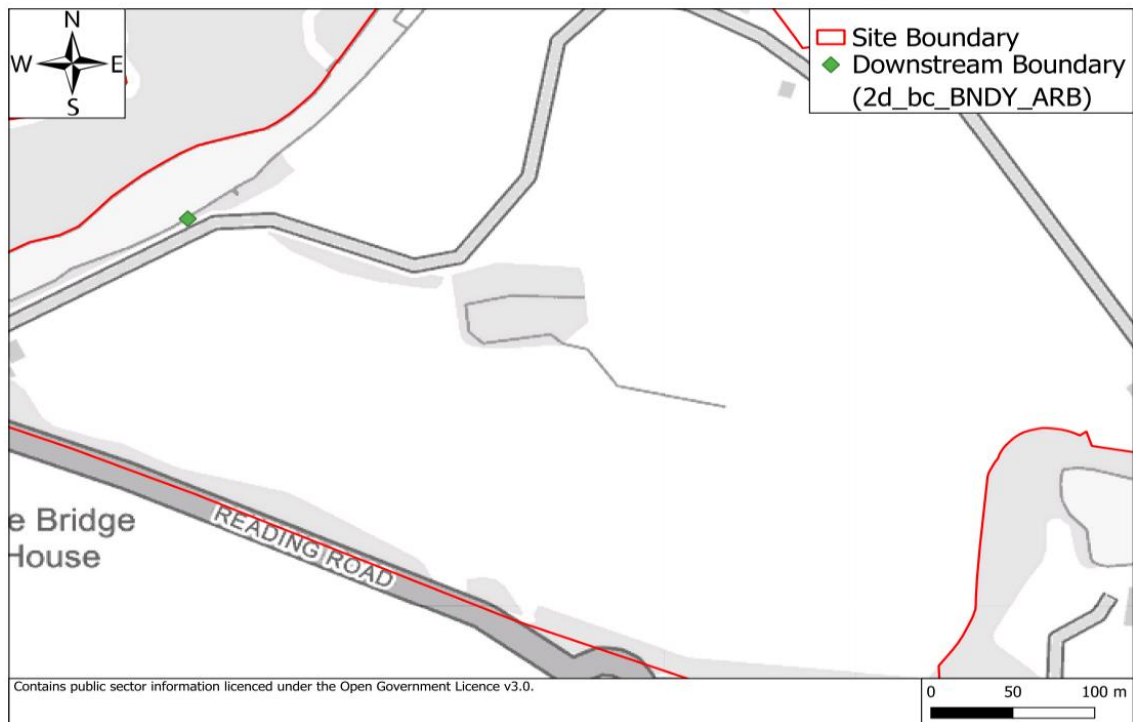 N
W E
S
Site Boundary
Downstream Boundary
(2d_bc_BNDY_ARB)
e Bridge
House
READING ROAD
Contains public sector information licenced under the Open Government Licence v3.0.
0 50 100 m